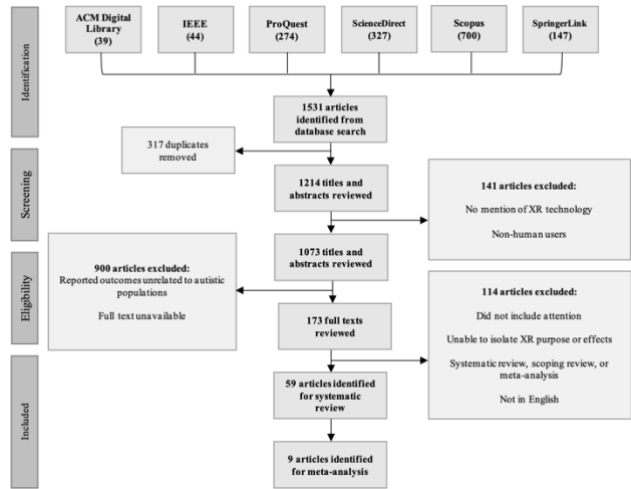 ACM Digital
Library
(39)
IEEE
(44)
ProQuest
(274)
ScienceDirect
(327)
Scopus
(700)
SpringerLink
(147)
Identification
1531 articles
identified from
database search
317 duplicates
removed
Screening
1214 titles and
abstracts reviewed
141 articles excluded:
No mention of XR technology
Non-human users
1073 titles and
abstracts reviewed
Eligibility
900 articles excluded:
Reported outcomes unrelated to autistic
populations
Full text unavailable
173 full texts
reviewed
114 articles excluded:
Did not include attention
Unable to isolate XR purpose or effects
Systematic review, scoping review, or
meta-analysis
Not in English
Included
59 articles identified
for systematic
review
9 articles identified
for meta-analysis